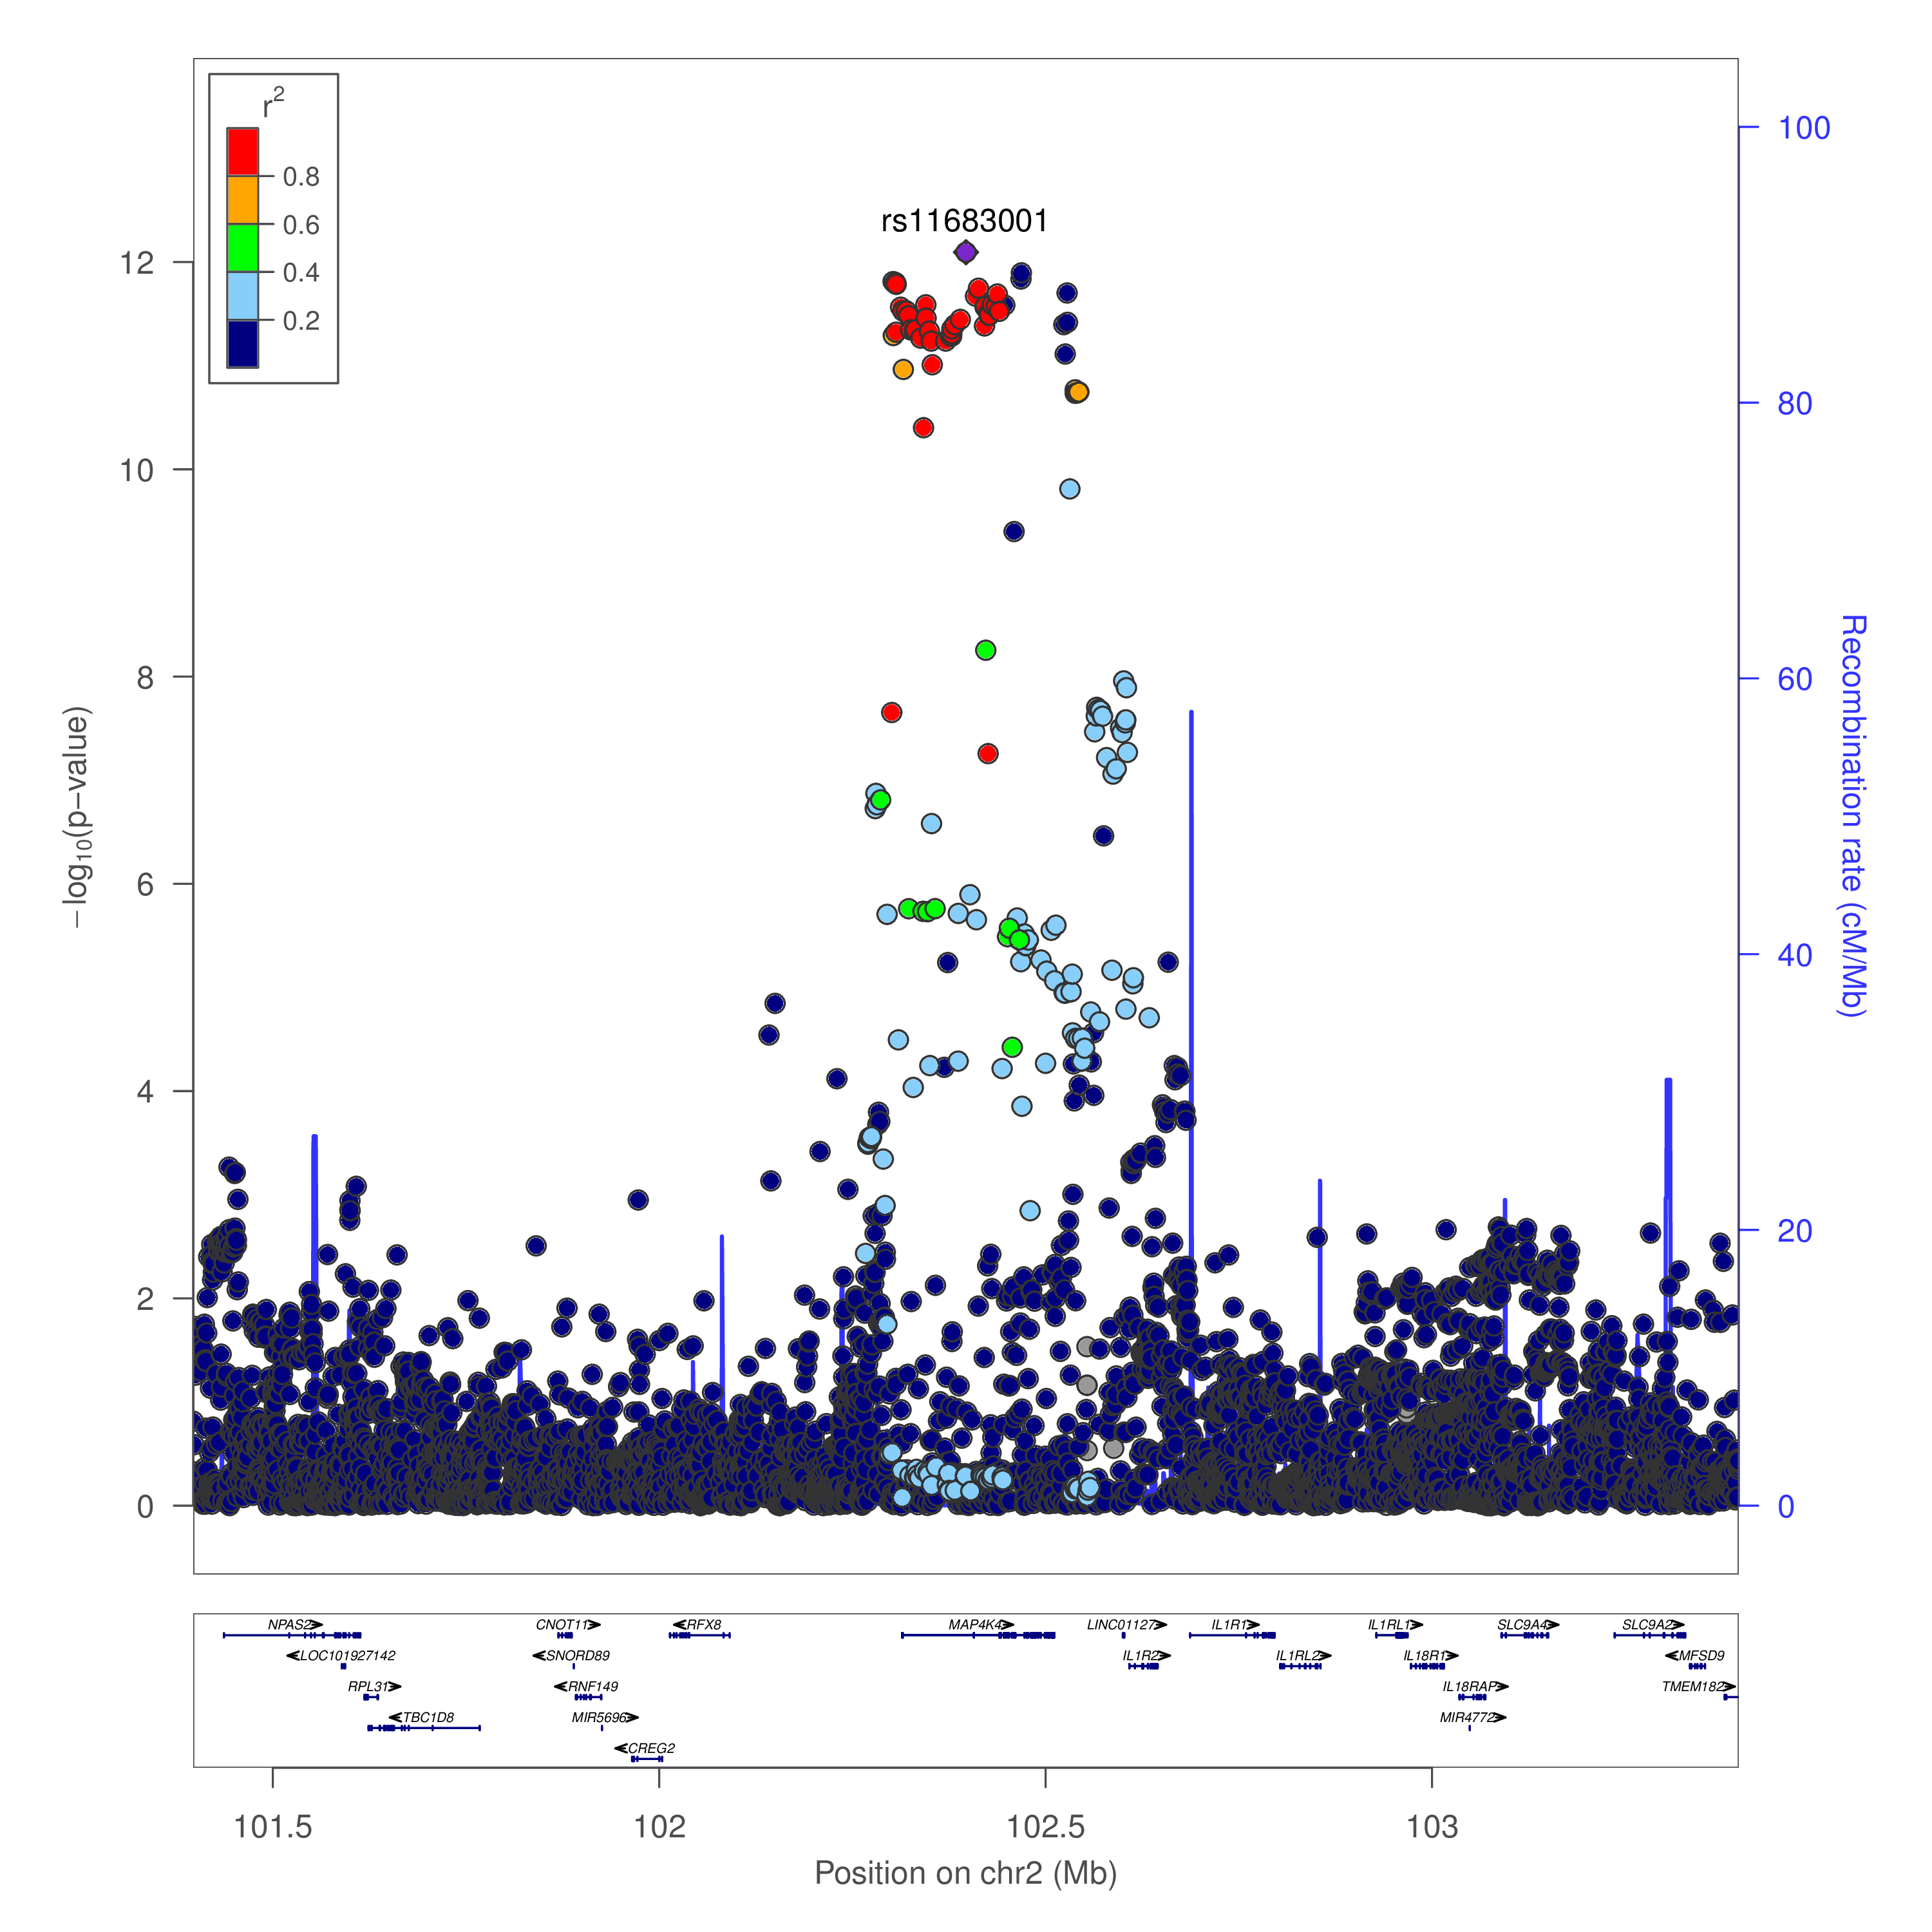 r2
0.8
0.6
0.4
0.2
rs11683001
12
10
8
6
4
2
0
−log10(p−value)
100
80
60
40
20
0
Recombination rate (cM/Mb)
NPAS2 CNOT11 RFX8 MAP4K4 LINC01127 IL1R1 IL1RL1 SLC9A4 SLC9A2
LOC101927142 SNORD89 IL1R2 IL1RL2 IL18R1 MFSD9
RPL31 RNF149 IL18RAP TMEM182
TBC1D8 MIR5696 MIR4772
CREG2
101.5 102 102.5 103
Position on chr2 (Mb)